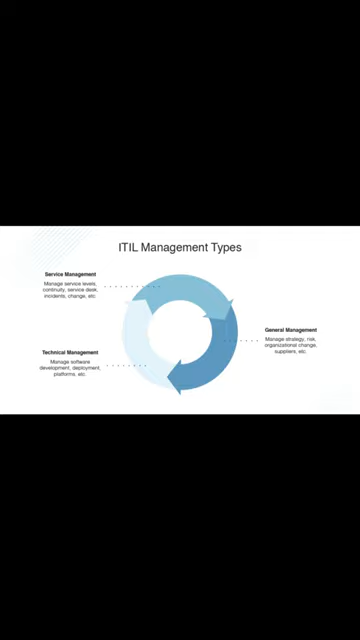 ITIL Management Types
Service Management
Manage service levels,
continuity, service desk,
incidents, change, etc
General Management
Manage strategy, risk,
organizational change,
suppliers, etc
Technical Management
Manage software
development, deployment,
platforms, etc.